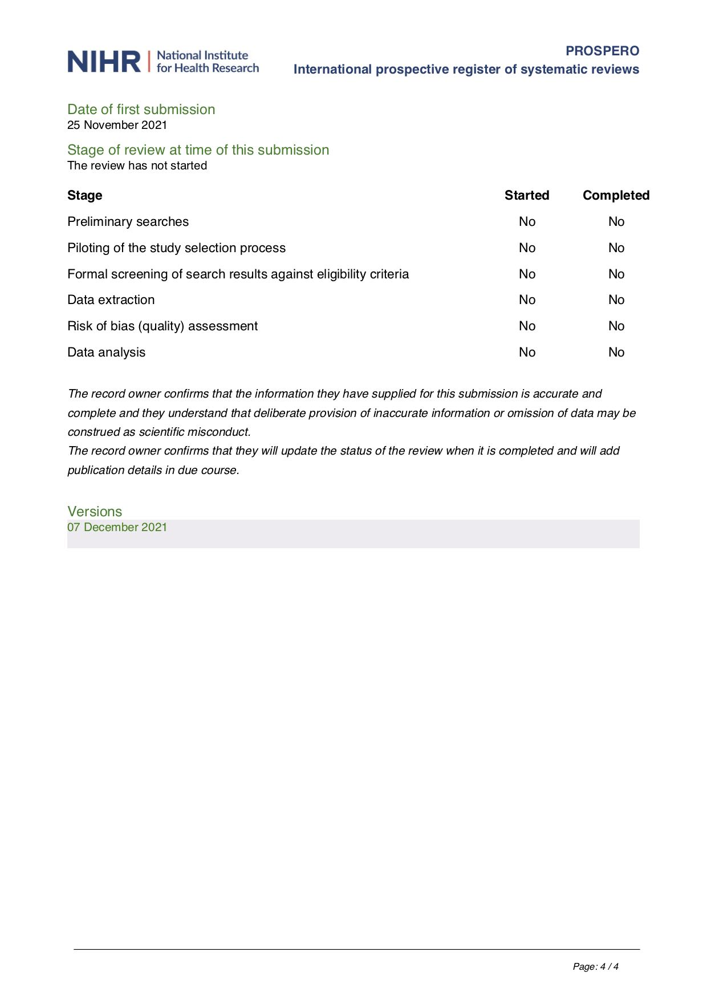 NIHR | National Institute
for Health Research
PROSPERO
International prospective register of systematic reviews
Date of first submission
25 November 2021
Stage of review at time of this submission
The review has not started
Stage Started Completed
Preliminary searches No No
Piloting of the study selection process No No
Formal screening of search results against eligibility criteria No No
Data extraction No No
Risk of bias (quality) assessment No No
Data analysis No No
The record owner confirms that the information they have supplied for this submission is accurate and
complete and they understand that deliberate provision of inaccurate information or omission of data may be
construed as scientific misconduct.
The record owner confirms that they will update the status of the review when it is completed and will add
publication details in due course.
Versions
07 December 2021
Page: 4 / 4